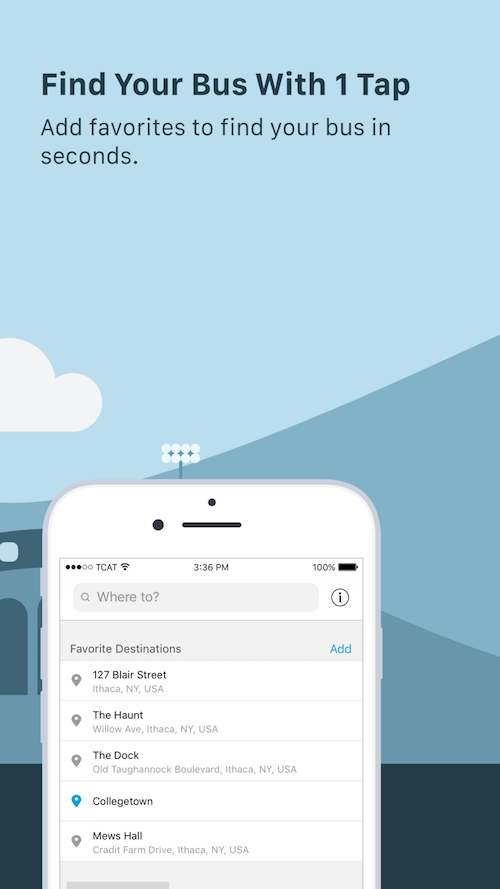 Find Your Bus With 1 Tap
Add favorites to find your bus in
seconds.
TCAT 3:36 PM 100%
Where to?
i
Favorite Destinations Add
127 Blair Street
Ithaca, NY, USA
The Haunt
Willow Ave, Ithaca, NY, USA
The Dock
Old Taughannock Boulevard, Ithaca, NY, USA
Collegetown
Mews Hall
Cradit Farm Drive, Ithaca, NY, USA